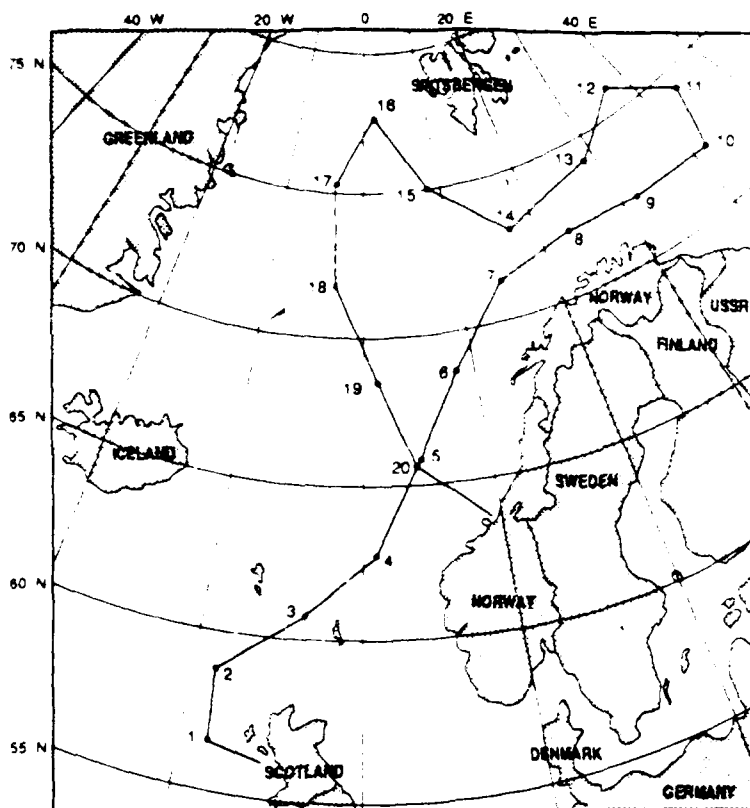 40 W 20 W 0 20 E 40 E
75 N
SPITSBERGEN
12 11
GREENLAND
16
10
13
17 15
9
14
8
70 N
7
18
NORWAY
USSR
FINLAND
6
19
65 N
ICELAND
5
20
SWEDEN
4
60 N
3
NORWAY
2
1
55 N
SCOTLAND
DENMARK
GERMANY